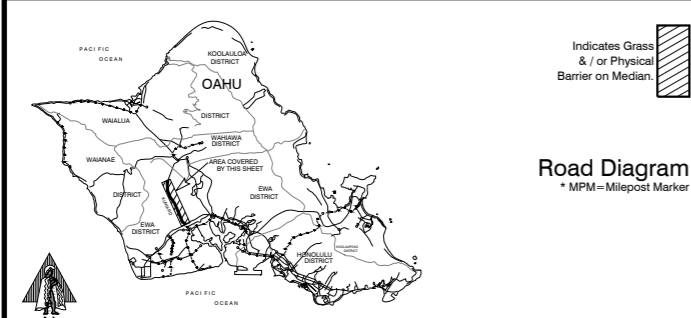 PACIFIC
OCEAN
KOOLAULOA
DISTRICT
OAHU
WAIALUA
DISTRICT
WAHIAWA
DISTRICT
WAIANAE
AREA COVERED
BY THIS SHEET
DISTRICT
EWA
DISTRICT
EWA
DISTRICT
HONOLULU
DISTRICT
PACIFIC
OCEAN
Indicates Grass
& / or Physical
Barrier on Median.
Road Diagram
* MPM=Milepost Marker